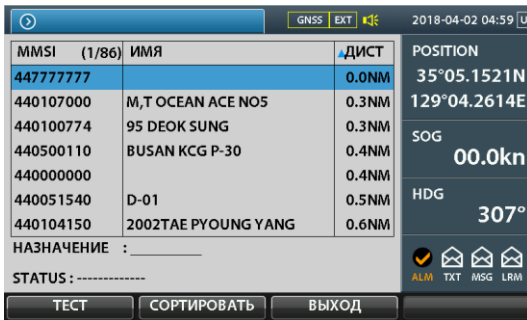 GNSS EXT 2018-04-02 04:59 U
MMSI (1/86) ИМЯ ДИСТ
447777777 0.0NM
440107000 M,T OCEAN ACE NO5 0.3NM
440100774 95 DEOK SUNG 0.3NM
440500110 BUSAN KCG P-30 0.4NM
440000000 0.4NM
440051540 D-01 0.5NM
440104150 2002TAE PYOUNG YANG 0.6NM
НАЗНАЧЕНИЕ : _________
STATUS : -------------
ТЕСТ СОРТИРОВАТЬ ВЫХОД
POSITION
35°05.1521N
129°04.2614E
SOG
00.0kn
HDG
307°
ALM TXT MSG LRM